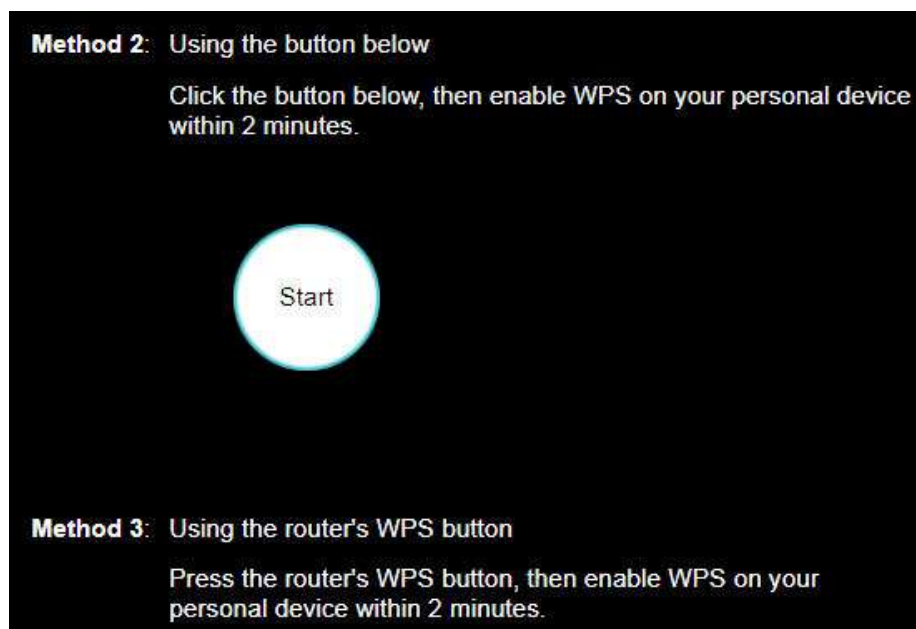 Method 2: Using the button below
Click the button below, then enable WPS on your personal device
within 2 minutes.
Start
Method 3: Using the router's WPS button
Press the router's WPS button, then enable WPS on your
personal device within 2 minutes.